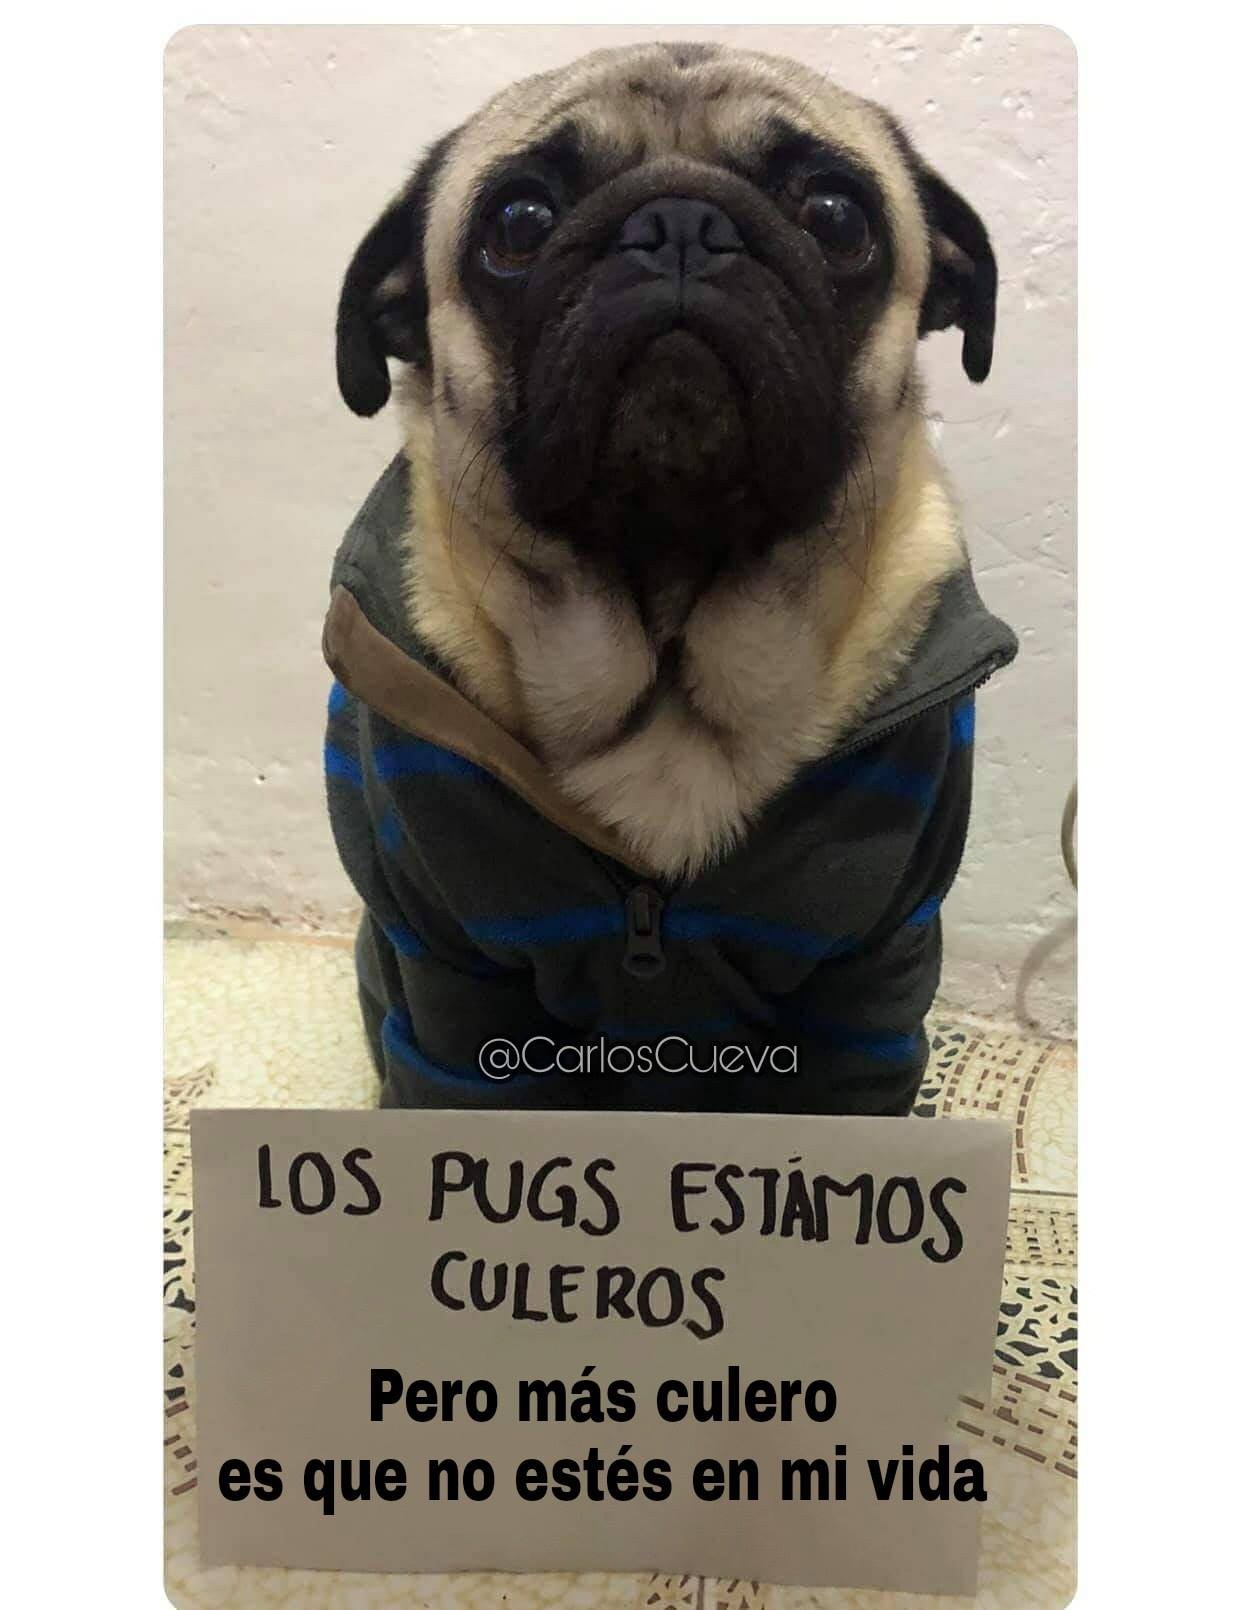 @CarlosCueva
LOS PUGS ESTÁMOS
CULEROS
Pero más culero
es que no estés en mi vida